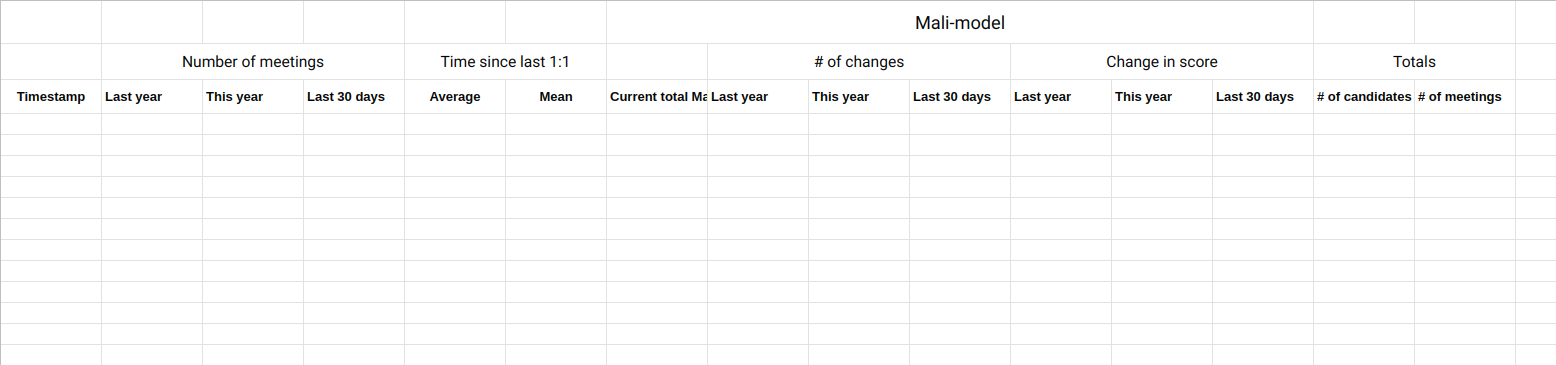 Mali-model
Number of meetings Time since last 1:1 # of changes Change in score Totals
Timestamp Last year This year Last 30 days Average Mean Current total Ma Last year This year Last 30 days Last year This year Last 30 days # of candidates # of meetings